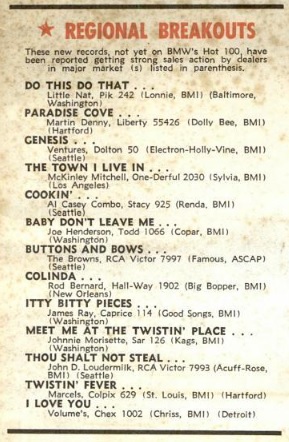 ★ REGIONAL BREAKOUTS
These new records, not yet on BMW's Hot 100, have
been reported getting strong sales action by dealers
in major market (s) listed in parenthesis.
DO THIS DO THAT . . .
Little Nat, Pik 242 (Lonnie, BMI) (Baltimore,
Washington)
PARADISE COVE . . .
Martin Denny, Liberty 55426 (Dolly Bee, BMI)
(Hartford)
GENESIS . . .
Ventures, Dolton 50 (Electron-Holly-Vine, BMI)
(Seattle)
THE TOWN I LIVE IN . . .
McKinley Mitchell, One-Derful 2030 (Sylvia, BMI)
(Los Angeles)
COOKIN' . . .
Al Casey Combo, Stacy 925 (Renda, BMI)
(Seattle)
BABY DON'T LEAVE ME . . .
Joe Henderson, Todd 1066 (Copar, BMI)
(Washington)
BUTTONS AND BOWS . . .
The Browns, RCA Victor 7997 (Famous, ASCAP)
(Seattle)
COLINDA . . .
Rod Bernard, Hall-Way 1902 (Big Bopper, BMI)
(New Orleans)
ITTY BITTY PIECES . . .
James Ray, Caprice 114 (Good Songs, BMI)
(Washington)
MEET ME AT THE TWISTIN' PLACE . . .
Johnnie Morisette, Sar 126 (Kags, BMI)
(Washington)
THOU SHALT NOT STEAL . . .
John D. Loudermilk, RCA Victor 7993 (Acuff-Rose,
BMI) (Seattle)
TWISTIN' FEVER . . .
Marcels, Colpix 629 (St. Louis, BMI) (Hartford)
I LOVE YOU . . .
Volume's, Chex 1002 (Chriss, BMI) (Detroit)